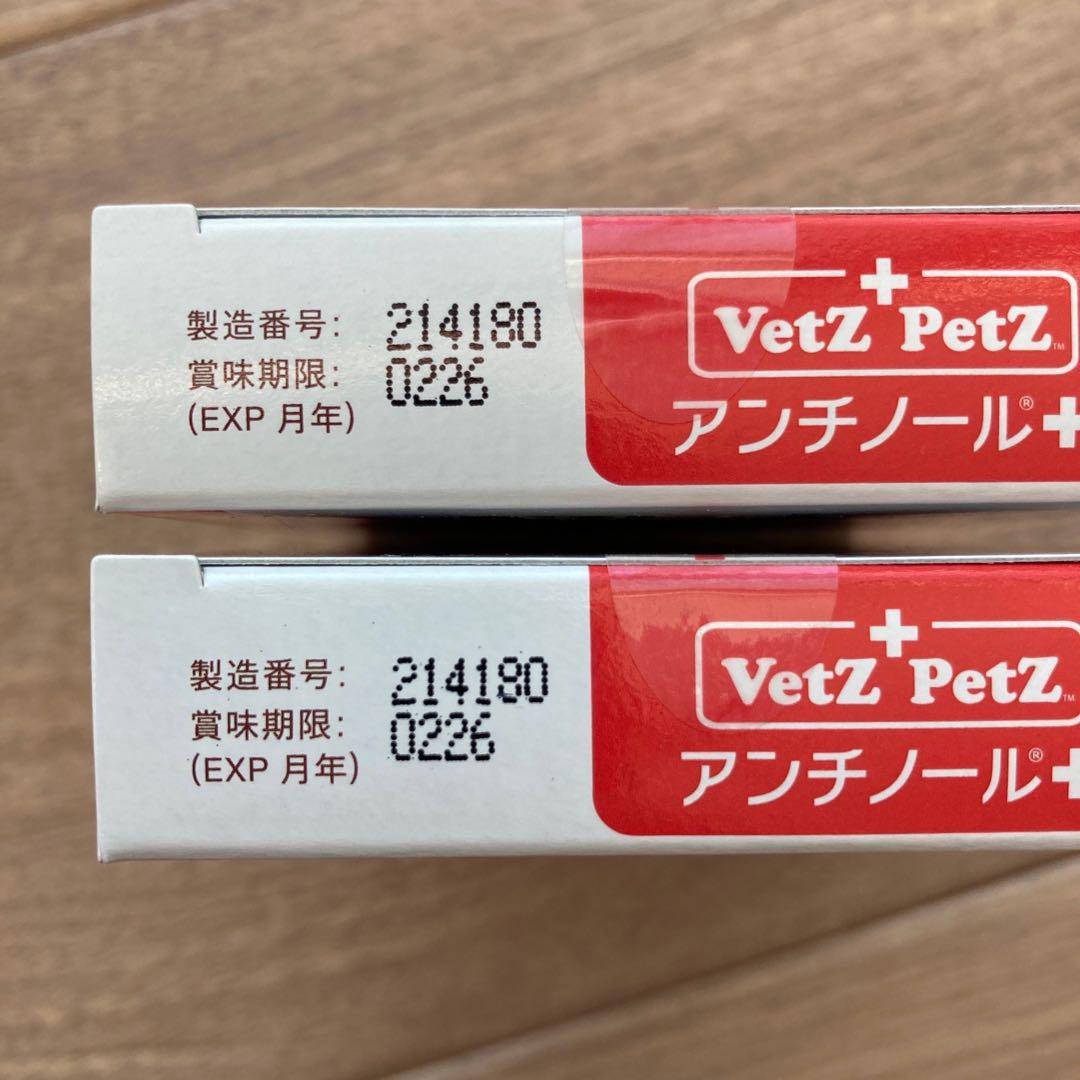 製造番号: 214180
賞味期限: 0226
(EXP 月年)
VetZ PetZ™
アンチノール®+
製造番号: 214180
賞味期限: 0226
(EXP 月年)
VetZ PetZ™
アンチノール®+